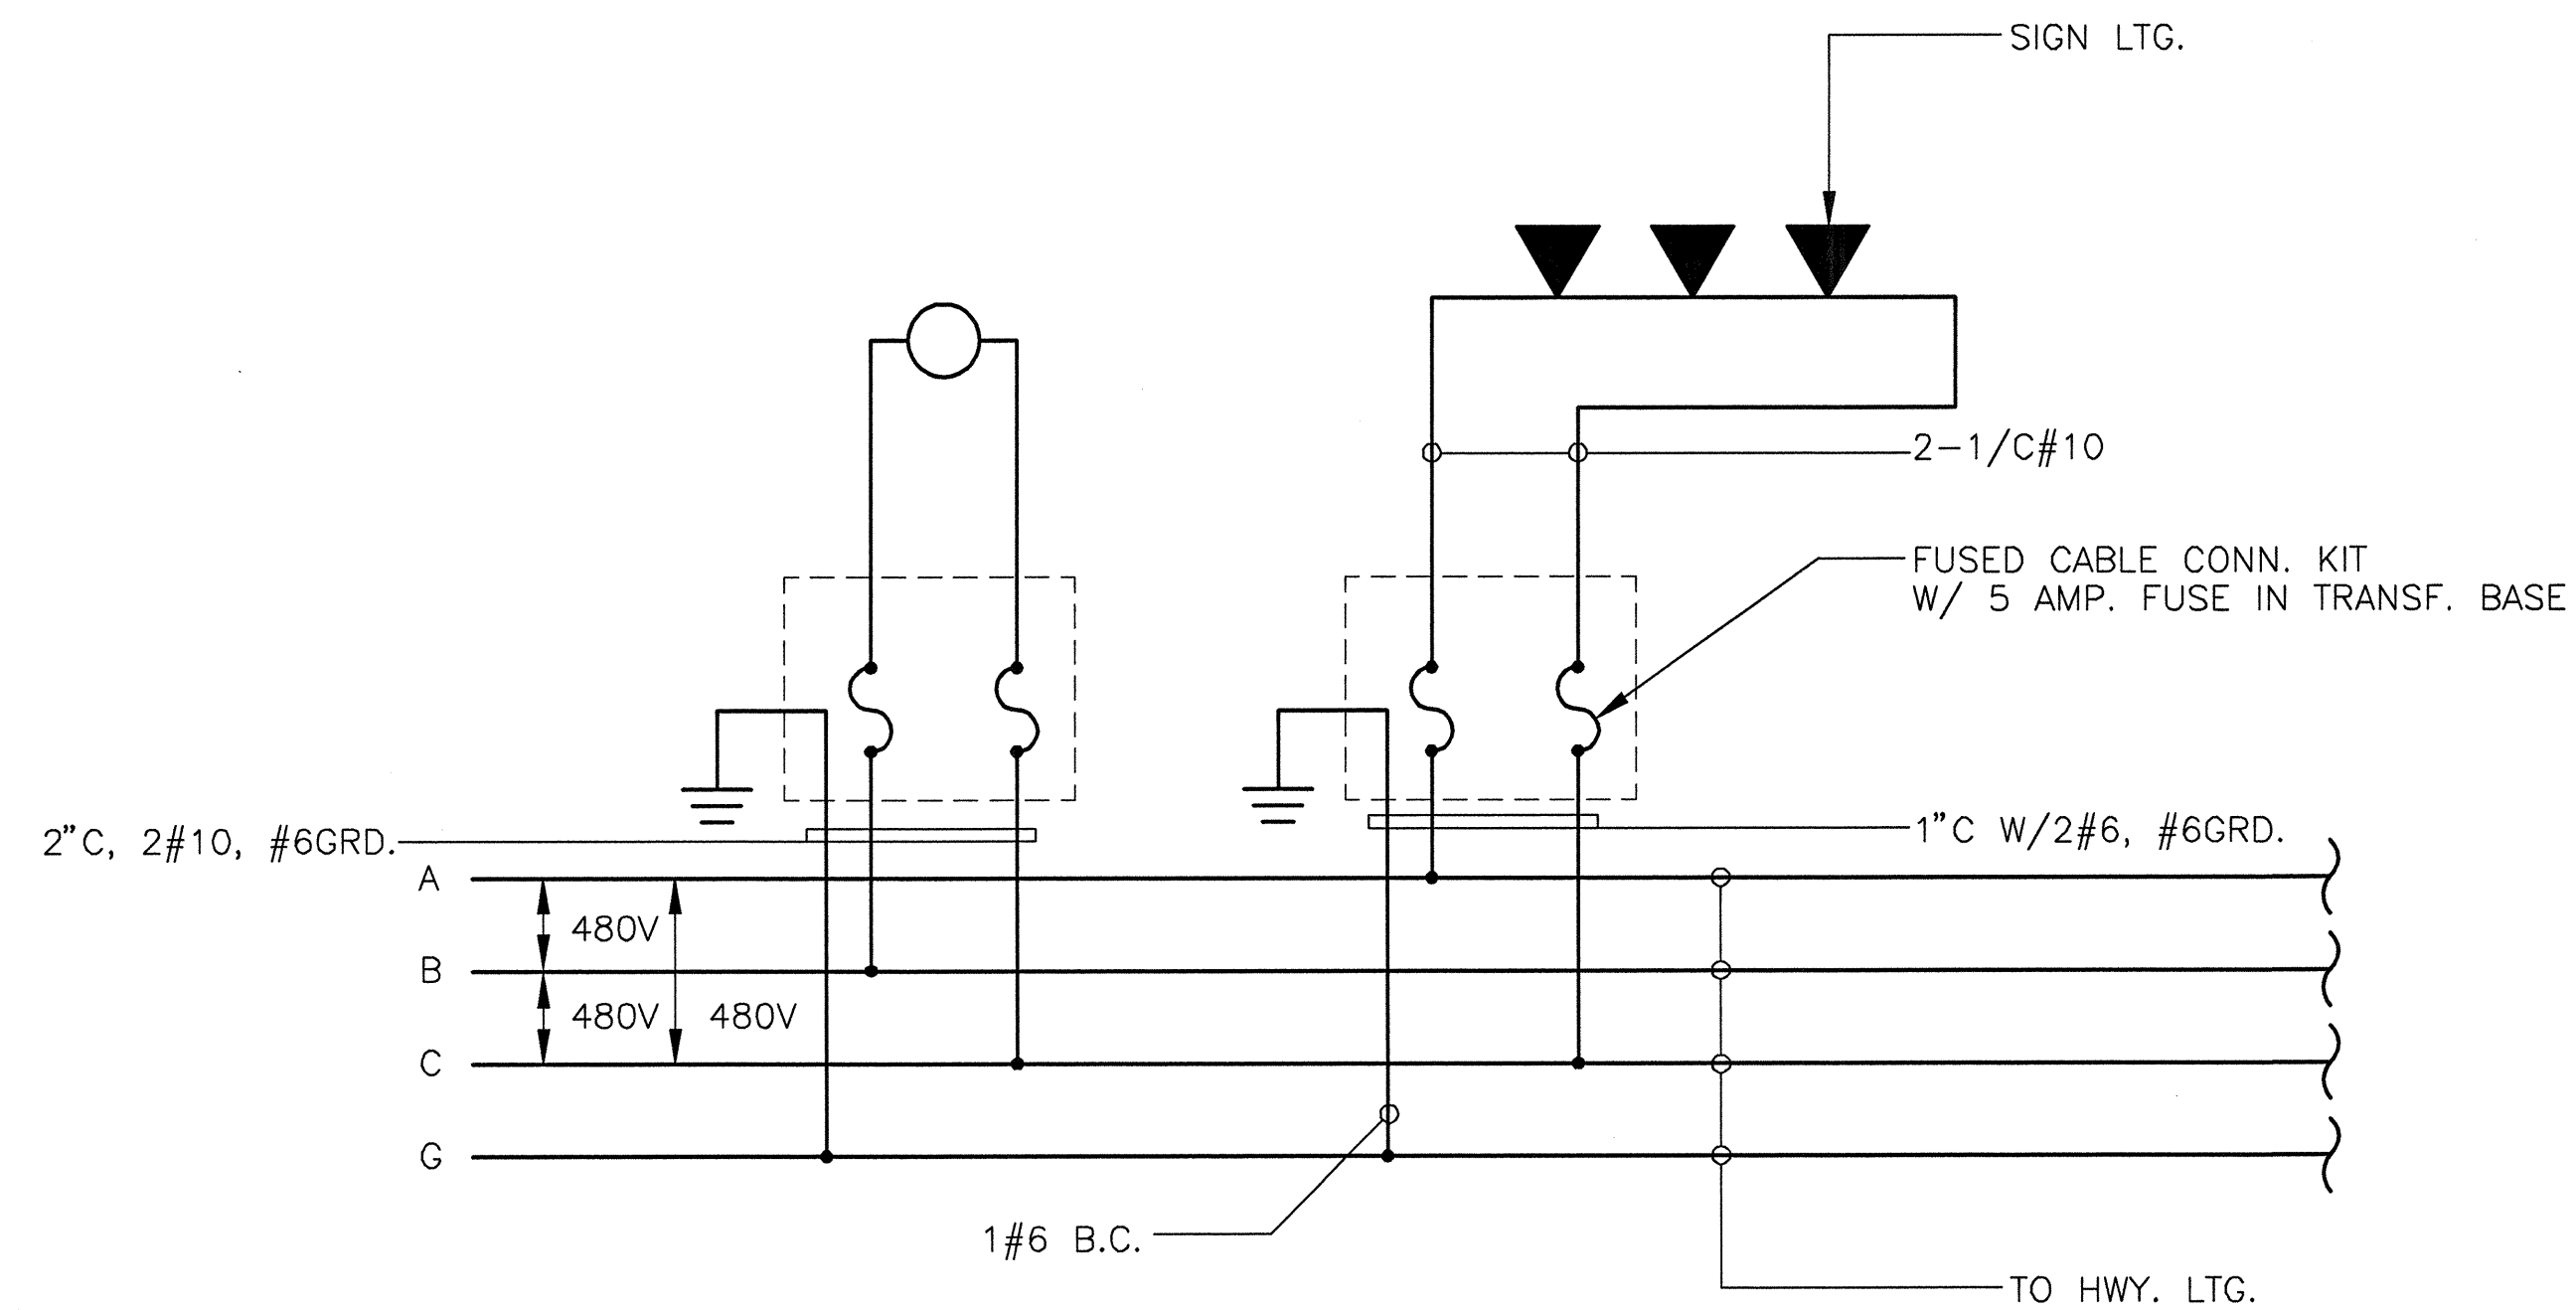 SIGN LTG.
2-1/C#10
FUSED CABLE CONN. KIT
W/ 5 AMP. FUSE IN TRANSF. BASE
2"C, 2#10, #6GRD.
1"C W/2#6, #6GRD.
A
480V
B
480V
480V
C
G
1#6 B.C.
TO HWY. LTG.